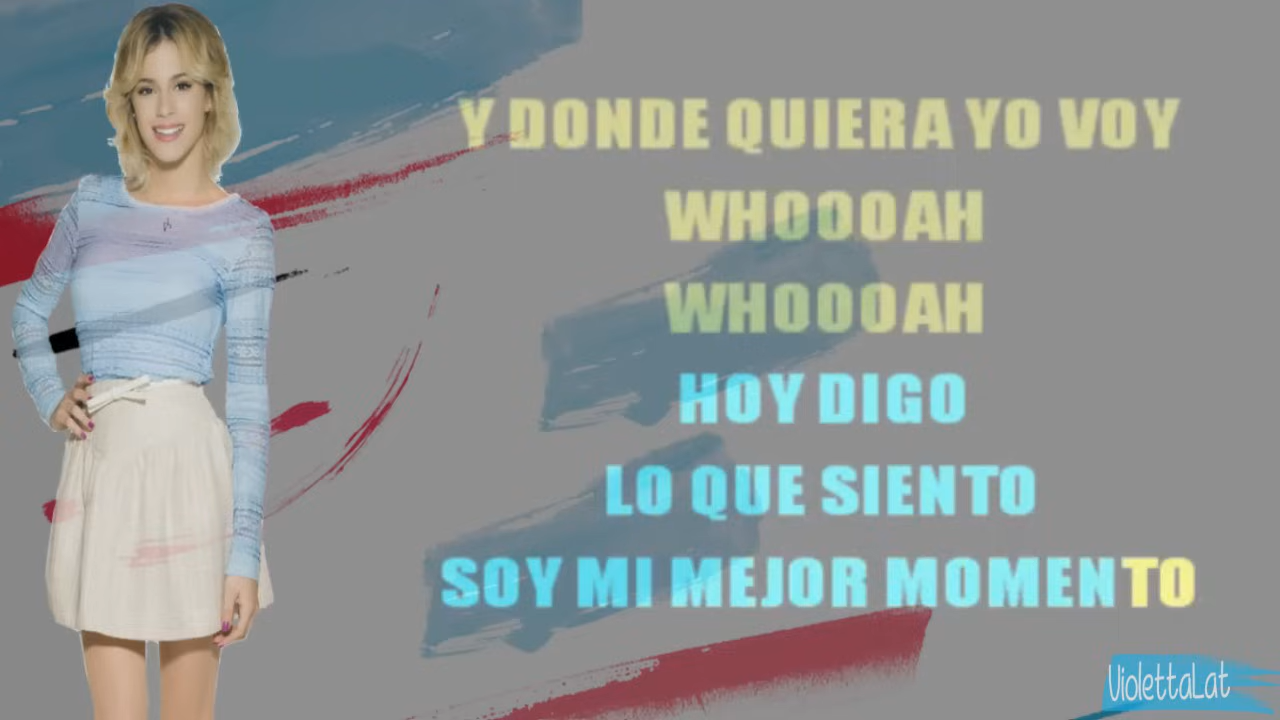 Y DONDE QUIERA YO VOY
WHOOOAH
WHOOOAH
HOY DIGO
LO QUE SIENTO
SOY MI MEJOR MOMENTO
ViolettaLat